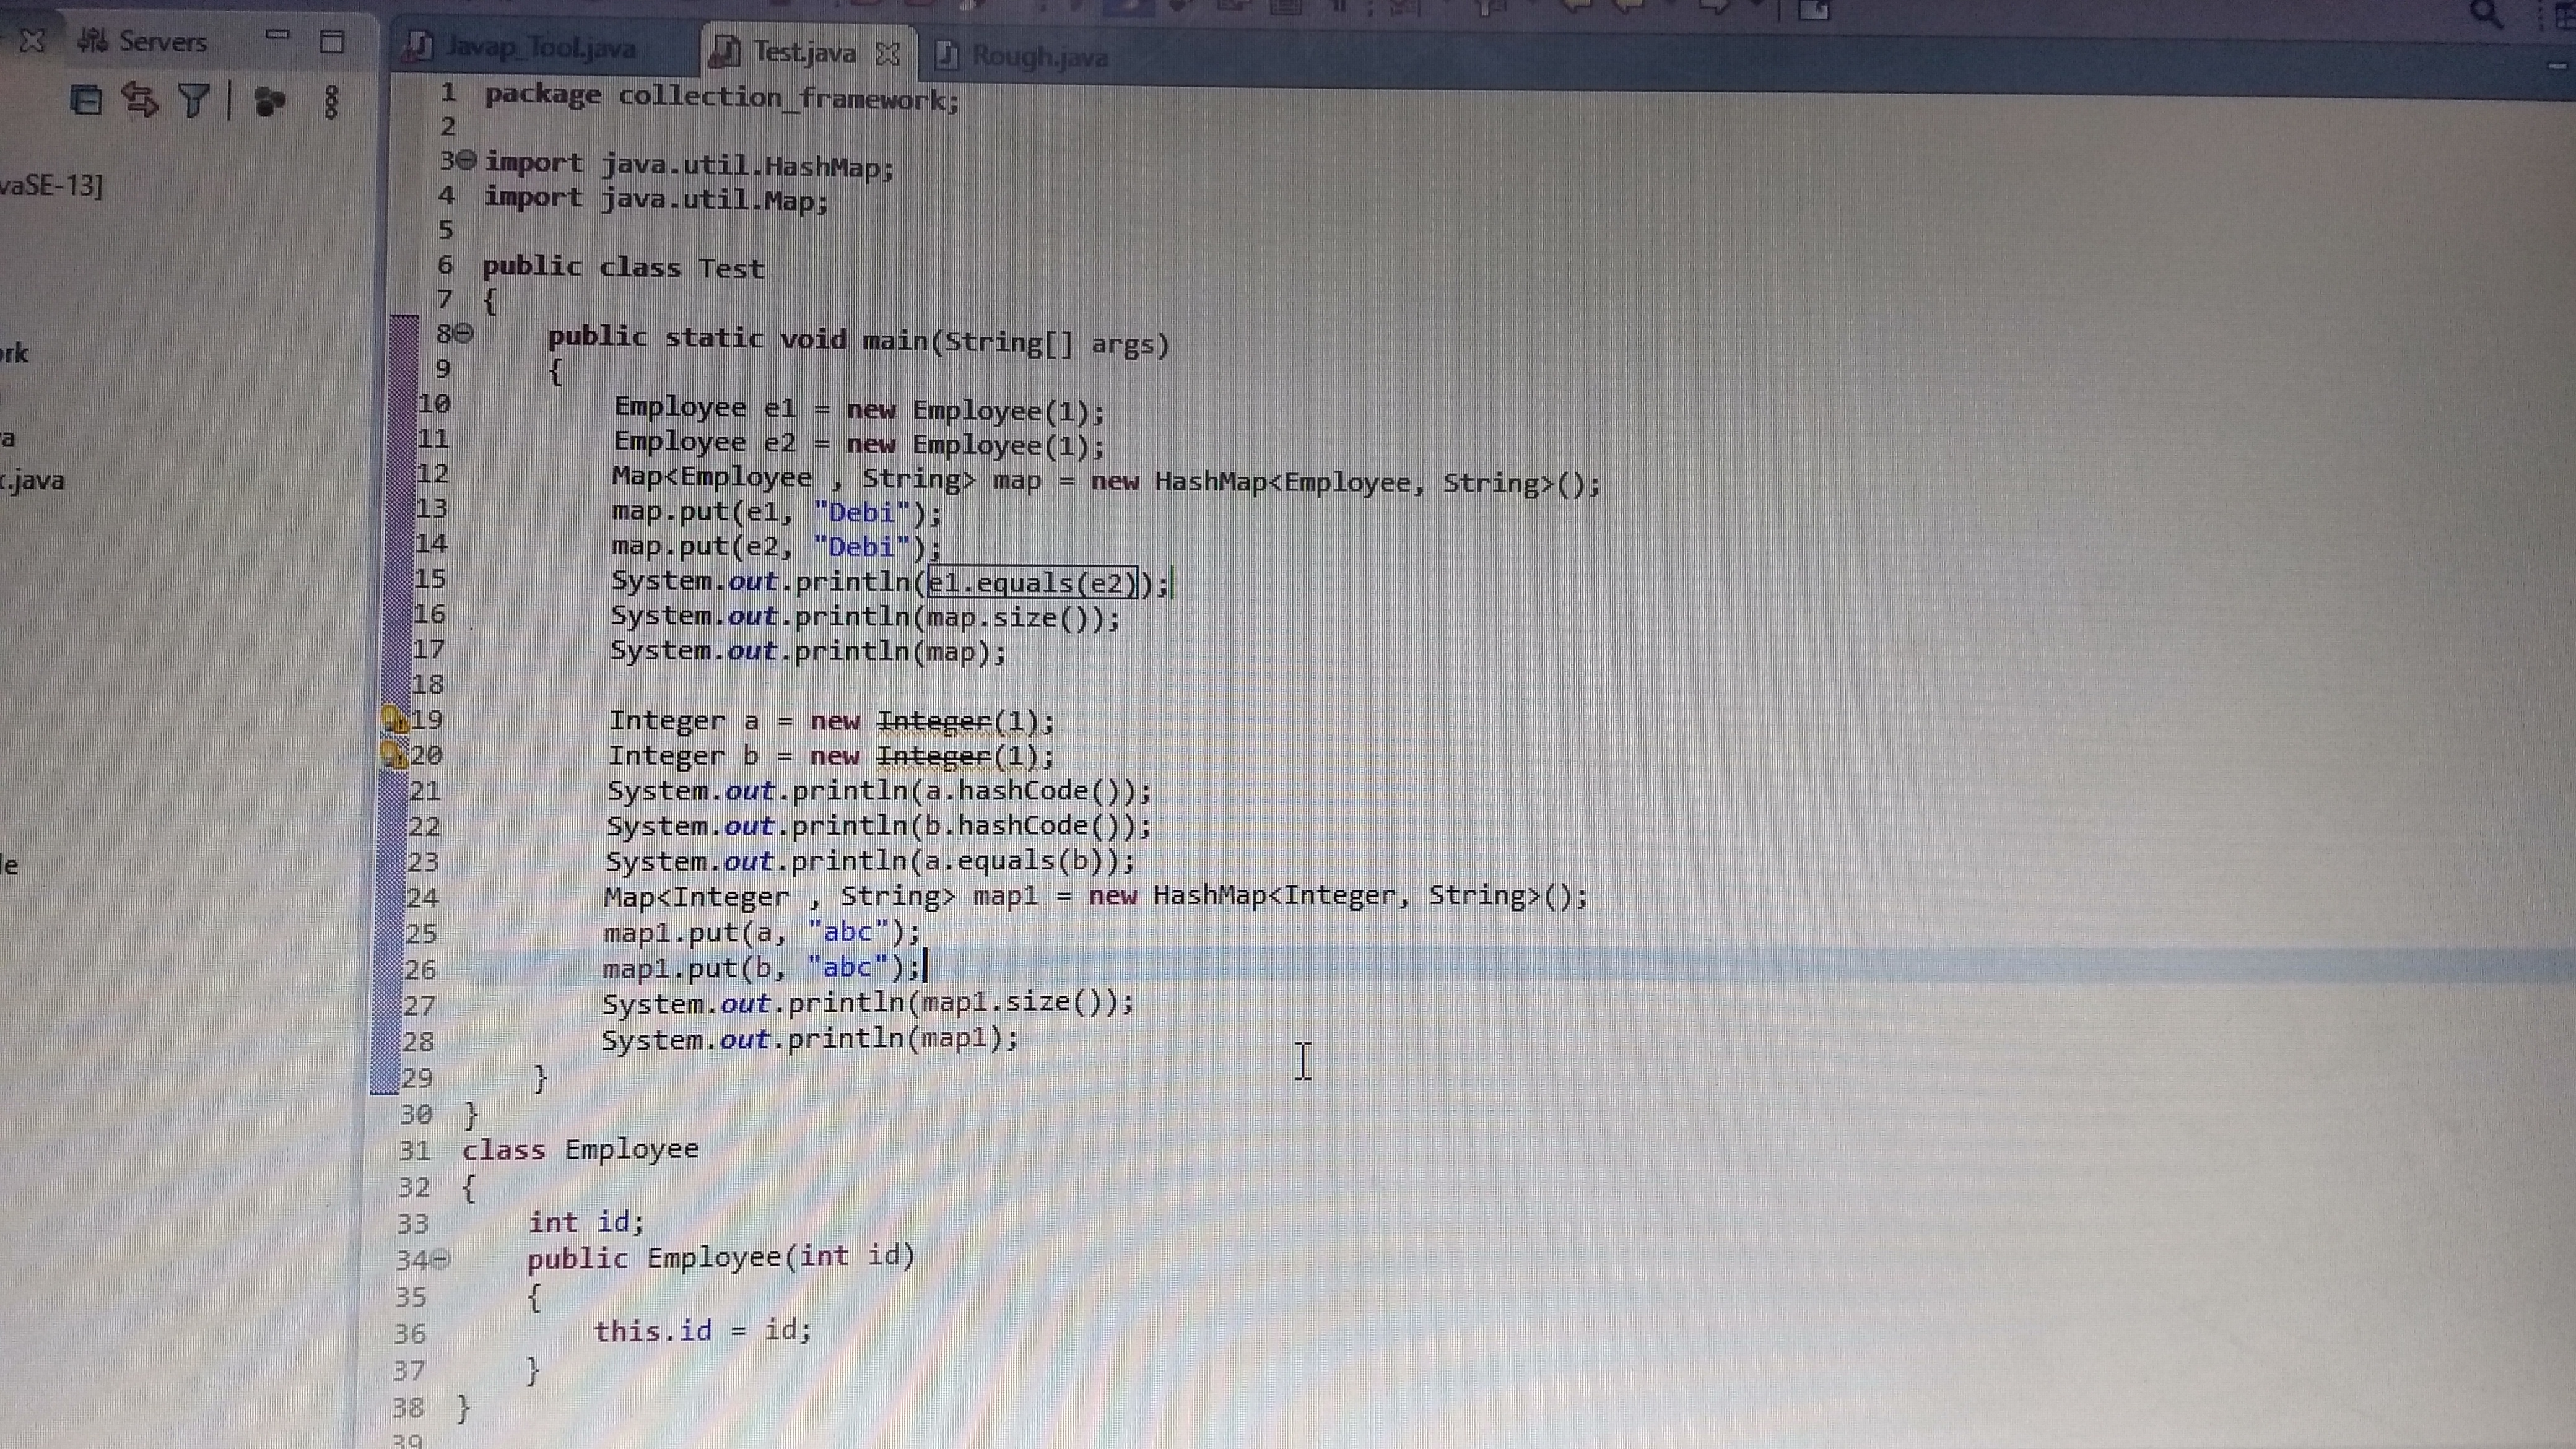 Servers
Javap_Tool.java
Test.java
Rough.java
vaSE-13]
rk
a
.java
e
1 package collection_framework;
2
3 import java.util.HashMap;
4 import java.util.Map;
5
6 public class Test
7 {
8 public static void main(String[] args)
9 {
10 Employee e1 = new Employee(1);
11 Employee e2 = new Employee(1);
12 Map<Employee , String> map = new HashMap<Employee, String>();
13 map.put(e1, "Debi");
14 map.put(e2, "Debi");
15 System.out.println(e1.equals(e2));
16 System.out.println(map.size());
17 System.out.println(map);
18
19 Integer a = new Integer(1);
20 Integer b = new Integer(1);
21 System.out.println(a.hashCode());
22 System.out.println(b.hashCode());
23 System.out.println(a.equals(b));
24 Map<Integer , String> map1 = new HashMap<Integer, String>();
25 map1.put(a, "abc");
26 map1.put(b, "abc");
27 System.out.println(map1.size());
28 System.out.println(map1);
29 }
30 }
31 class Employee
32 {
33 int id;
34 public Employee(int id)
35 {
36 this.id = id;
37 }
38 }
39